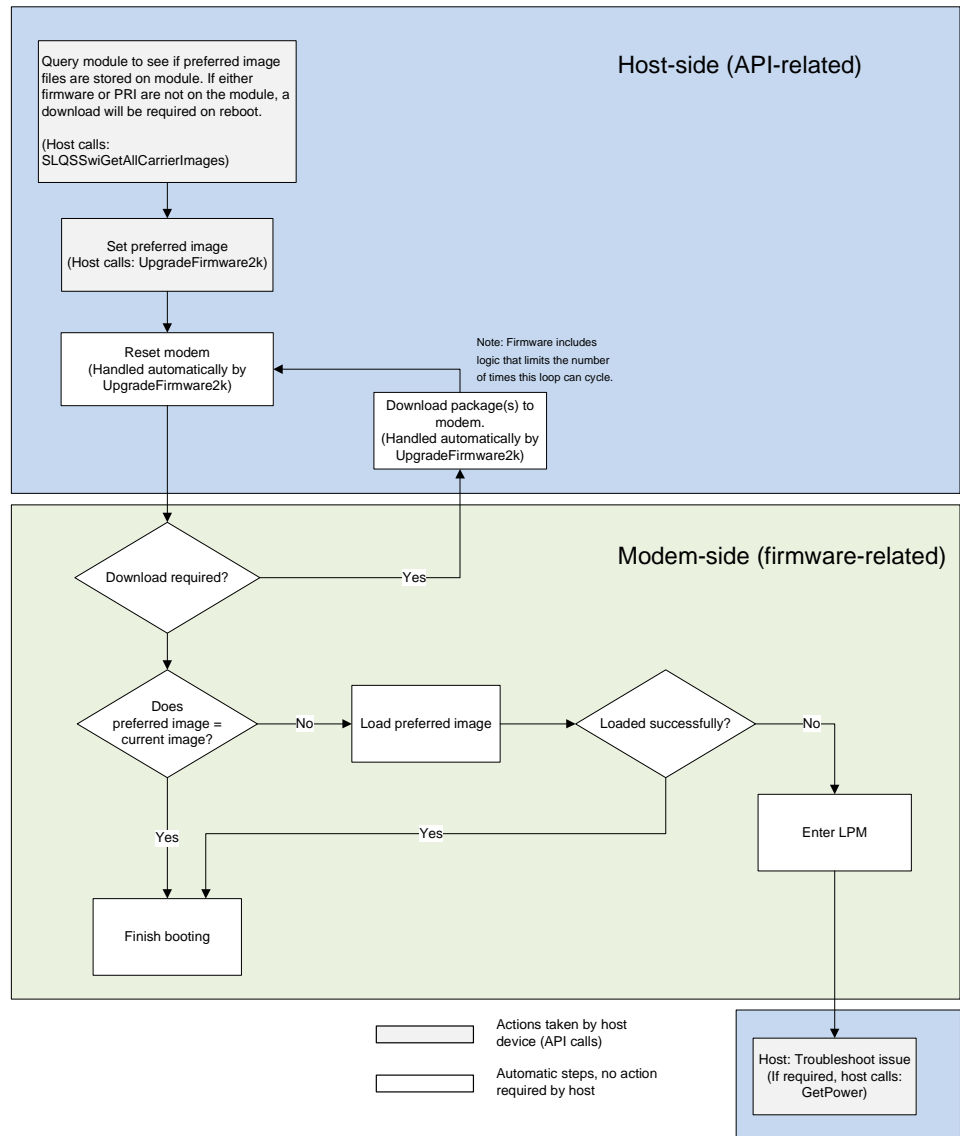 Host-side (API-related)
Query module to see if preferred image
files are stored on module. If either
firmware or PRI are not on the module, a
download will be required on reboot.
(Host calls:
SLQSSwiGetAllCarrierImages)
Set preferred image
(Host calls: UpgradeFirmware2k)
Reset modem
(Handled automatically by
UpgradeFirmware2k)
Note: Firmware includes
logic that limits the number
of times this loop can cycle.
Download package(s) to
modem.
(Handled automatically by
UpgradeFirmware2k)
Modem-side (firmware-related)
Download required?
Yes
Does
preferred image =
current image?
No
Load preferred image
Loaded successfully?
No
Yes
Yes
Enter LPM
Finish booting
Actions taken by host
device (API calls)
Automatic steps, no action
required by host
Host: Troubleshoot issue
(If required, host calls:
GetPower)